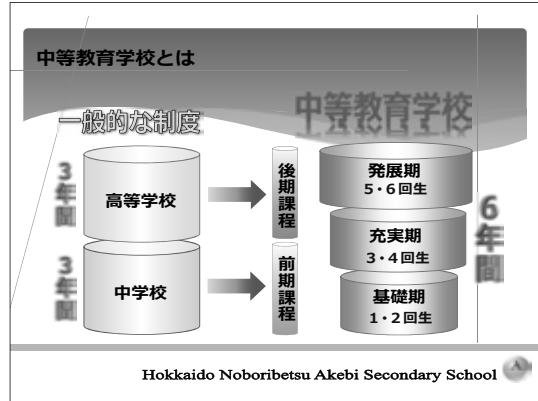 中等教育学校とは
一般的な制度
中等教育学校
3年間
高等学校
後期課程
発展期
5・6回生
6年間
充実期
3・4回生
3年間
中学校
前期課程
基礎期
1・2回生
Hokkaido Noboribetsu Akebi Secondary School
A